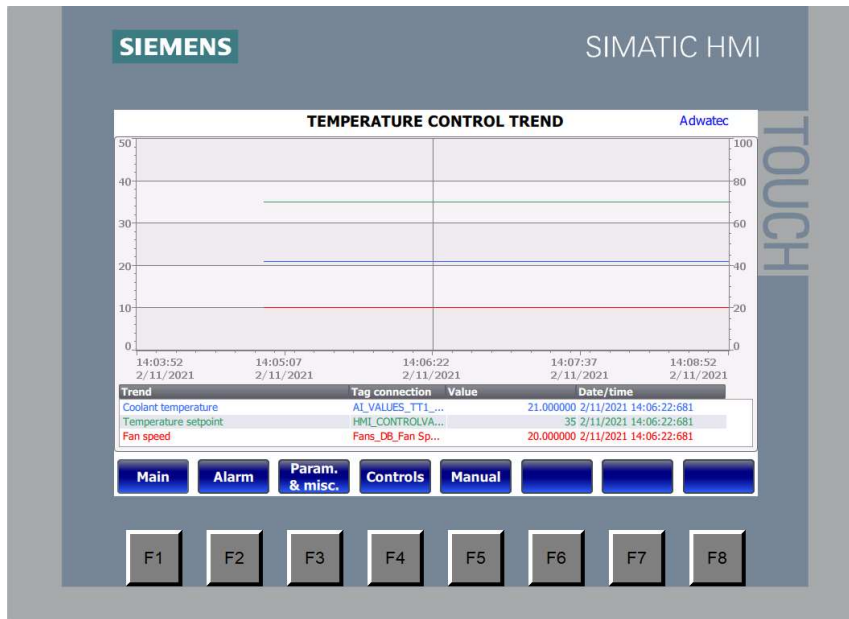 SIEMENS
SIMATIC HMI
TOUCH
TEMPERATURE CONTROL TREND
Adwatec
50
100
40
80
30
60
20
40
10
20
0
0
14:03:52
14:05:07
14:06:22
14:07:37
14:08:52
2/11/2021
2/11/2021
2/11/2021
2/11/2021
2/11/2021
Trend Tag connection Value Date/time
Coolant temperature AI_VALUES_TT1_... 21.000000 2/11/2021 14:06:22:681
Temperature setpoint HMI_CONTROLVA... 35 2/11/2021 14:06:22:681
Fan speed Fans_DB_Fan Sp... 20.000000 2/11/2021 14:06:22:681
Main
Alarm
Param.
& misc.
Controls
Manual
F1
F2
F3
F4
F5
F6
F7
F8